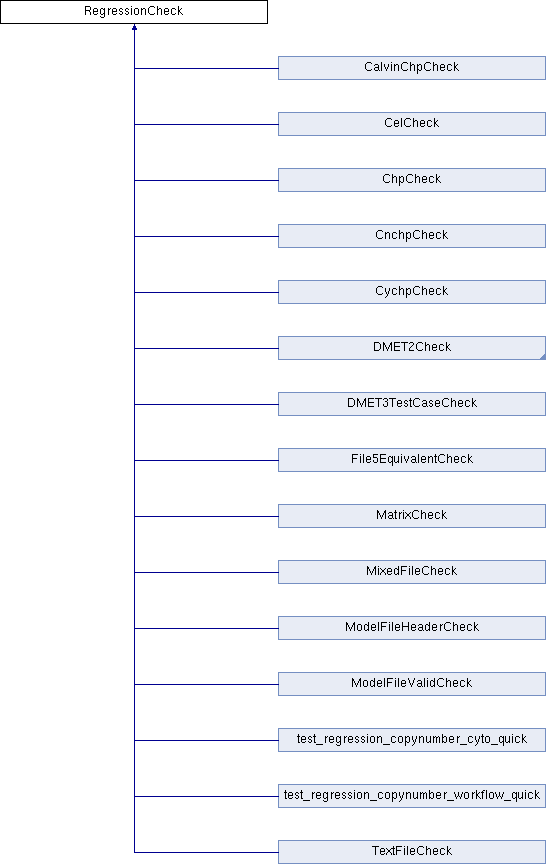 RegressionCheck
CalvinChpCheck
CelCheck
ChpCheck
CnchpCheck
CychpCheck
DMET2Check
DMET3TestCaseCheck
File5EquivalentCheck
MatrixCheck
MixedFileCheck
ModelFileHeaderCheck
ModelFileValidCheck
test_regression_copynumber_cyto_quick
test_regression_copynumber_workflow_quick
TextFileCheck